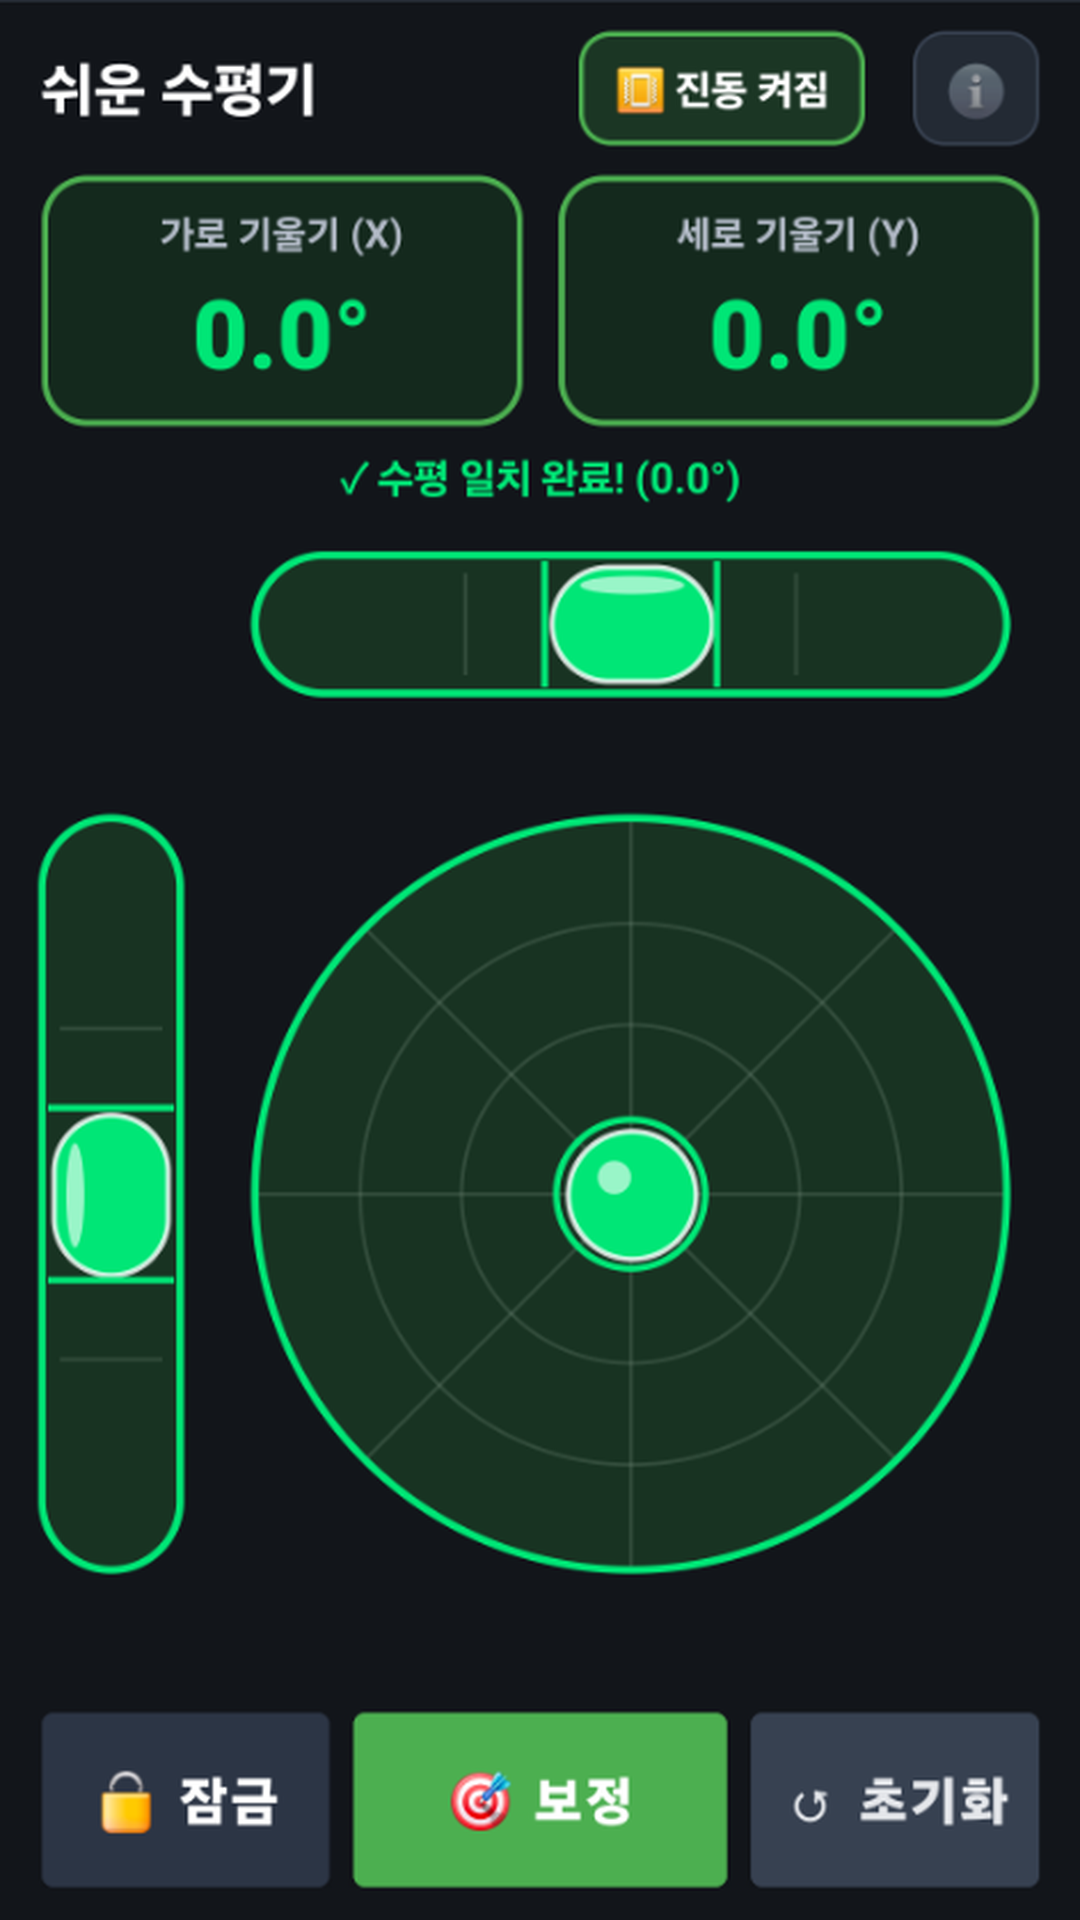 쉬운 수평기
진동 켜짐
가로 기울기 (X)
세로 기울기 (Y)
0.0°
0.0°
✓ 수평 일치 완료! (0.0°)
잠금
보정
↺ 초기화